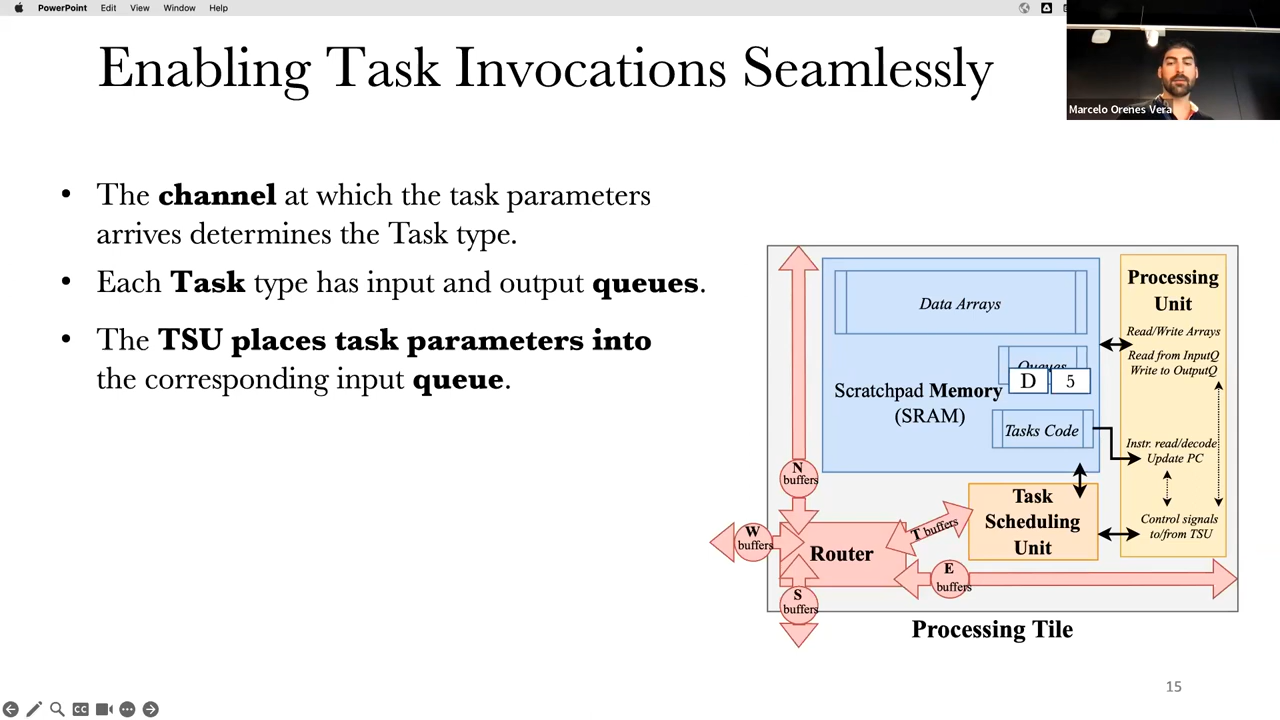 PowerPoint Edit View Window Help
Enabling Task Invocations Seamlessly
Marcelo Orenes Vera
• The channel at which the task parameters
arrives determines the Task type.
• Each Task type has input and output queues.
• The TSU places task parameters into
the corresponding input queue.
Data Arrays
Queues
D 5
Scratchpad Memory
(SRAM)
Tasks Code
Processing
Unit
Read/Write Arrays
Read from InputQ
Write to OutputQ
Instr. read/decode
Update PC
Control signals
to/from TSU
N
buffers
W
buffers
Router
T buffers
Task
Scheduling
Unit
E
buffers
S
buffers
Processing Tile
15
CC